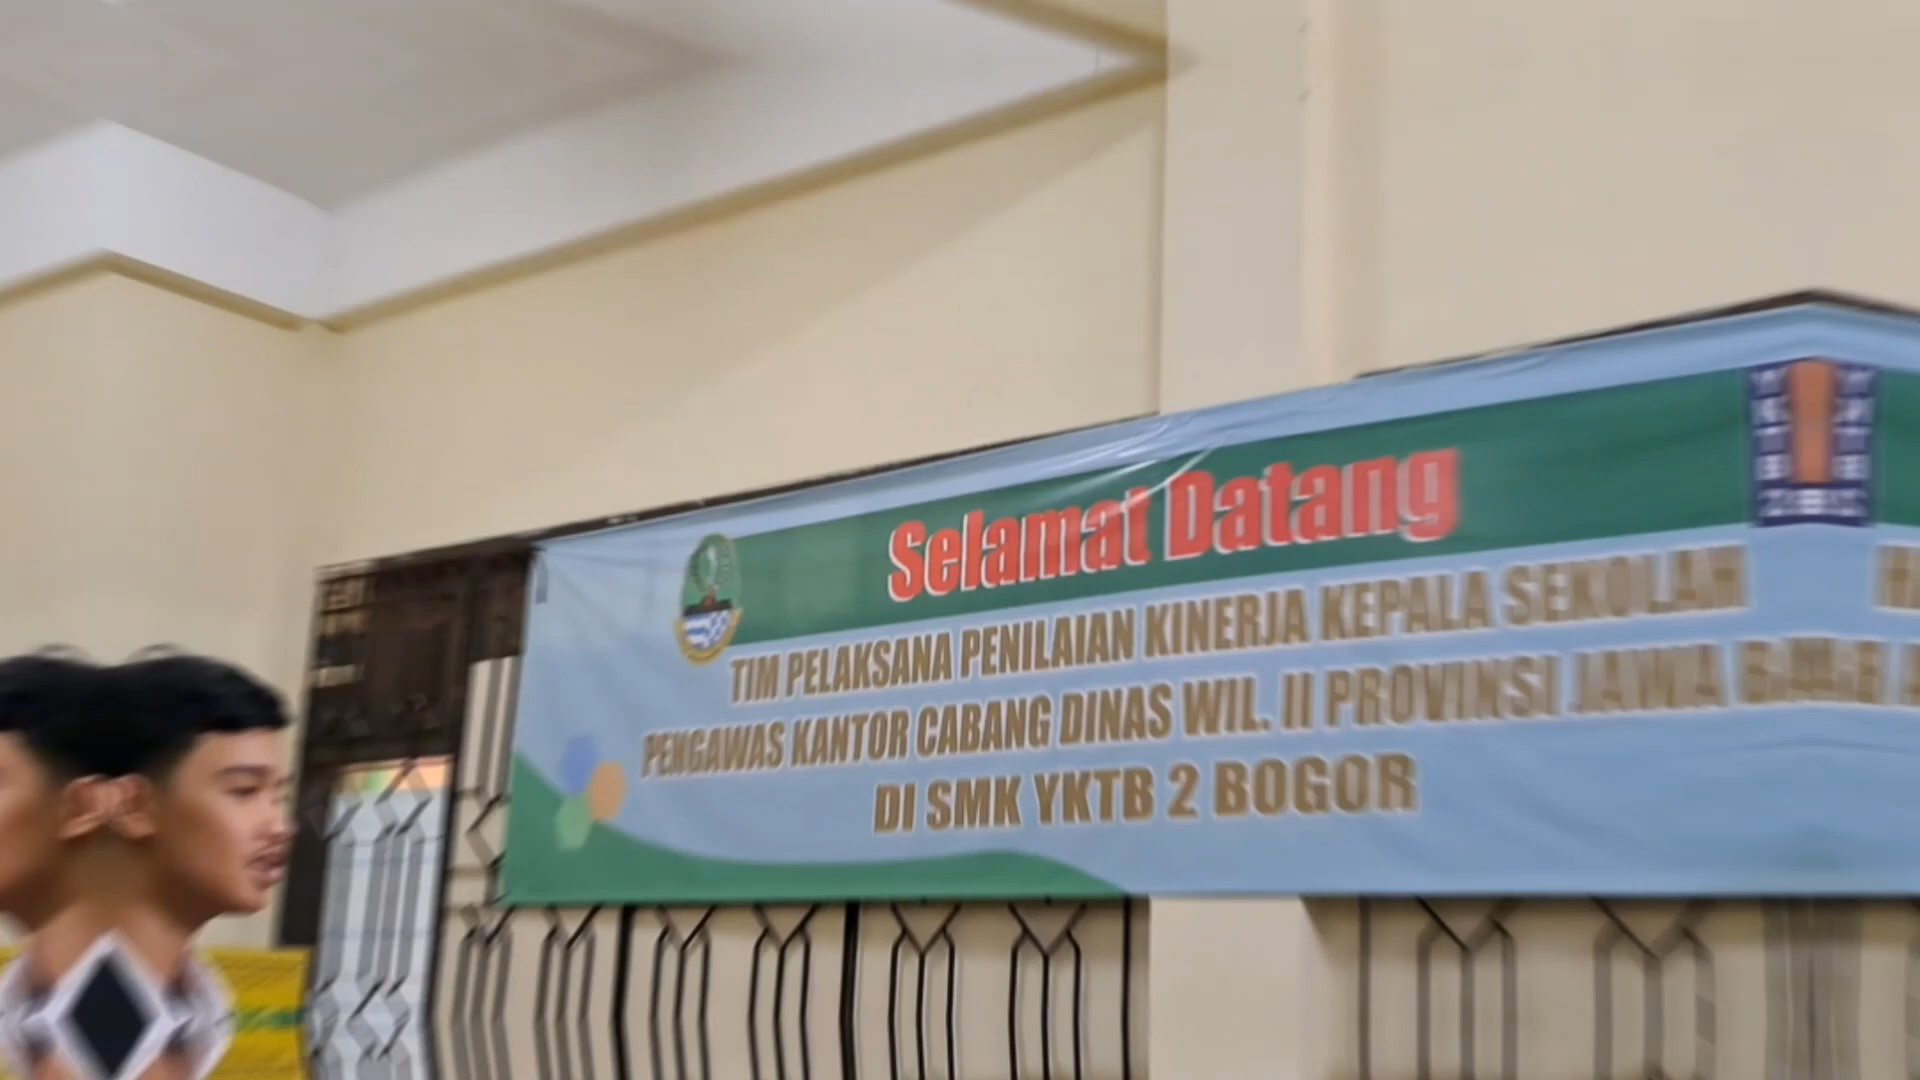 Selamat Datang
TIM PELAKSANA PENILAIAN KINERJA KEPALA SEKOLAH
PENGAWAS KANTOR CABANG DINAS WIL. II PROVINSI JAWA
DI SMK YKTB 2 BOGOR